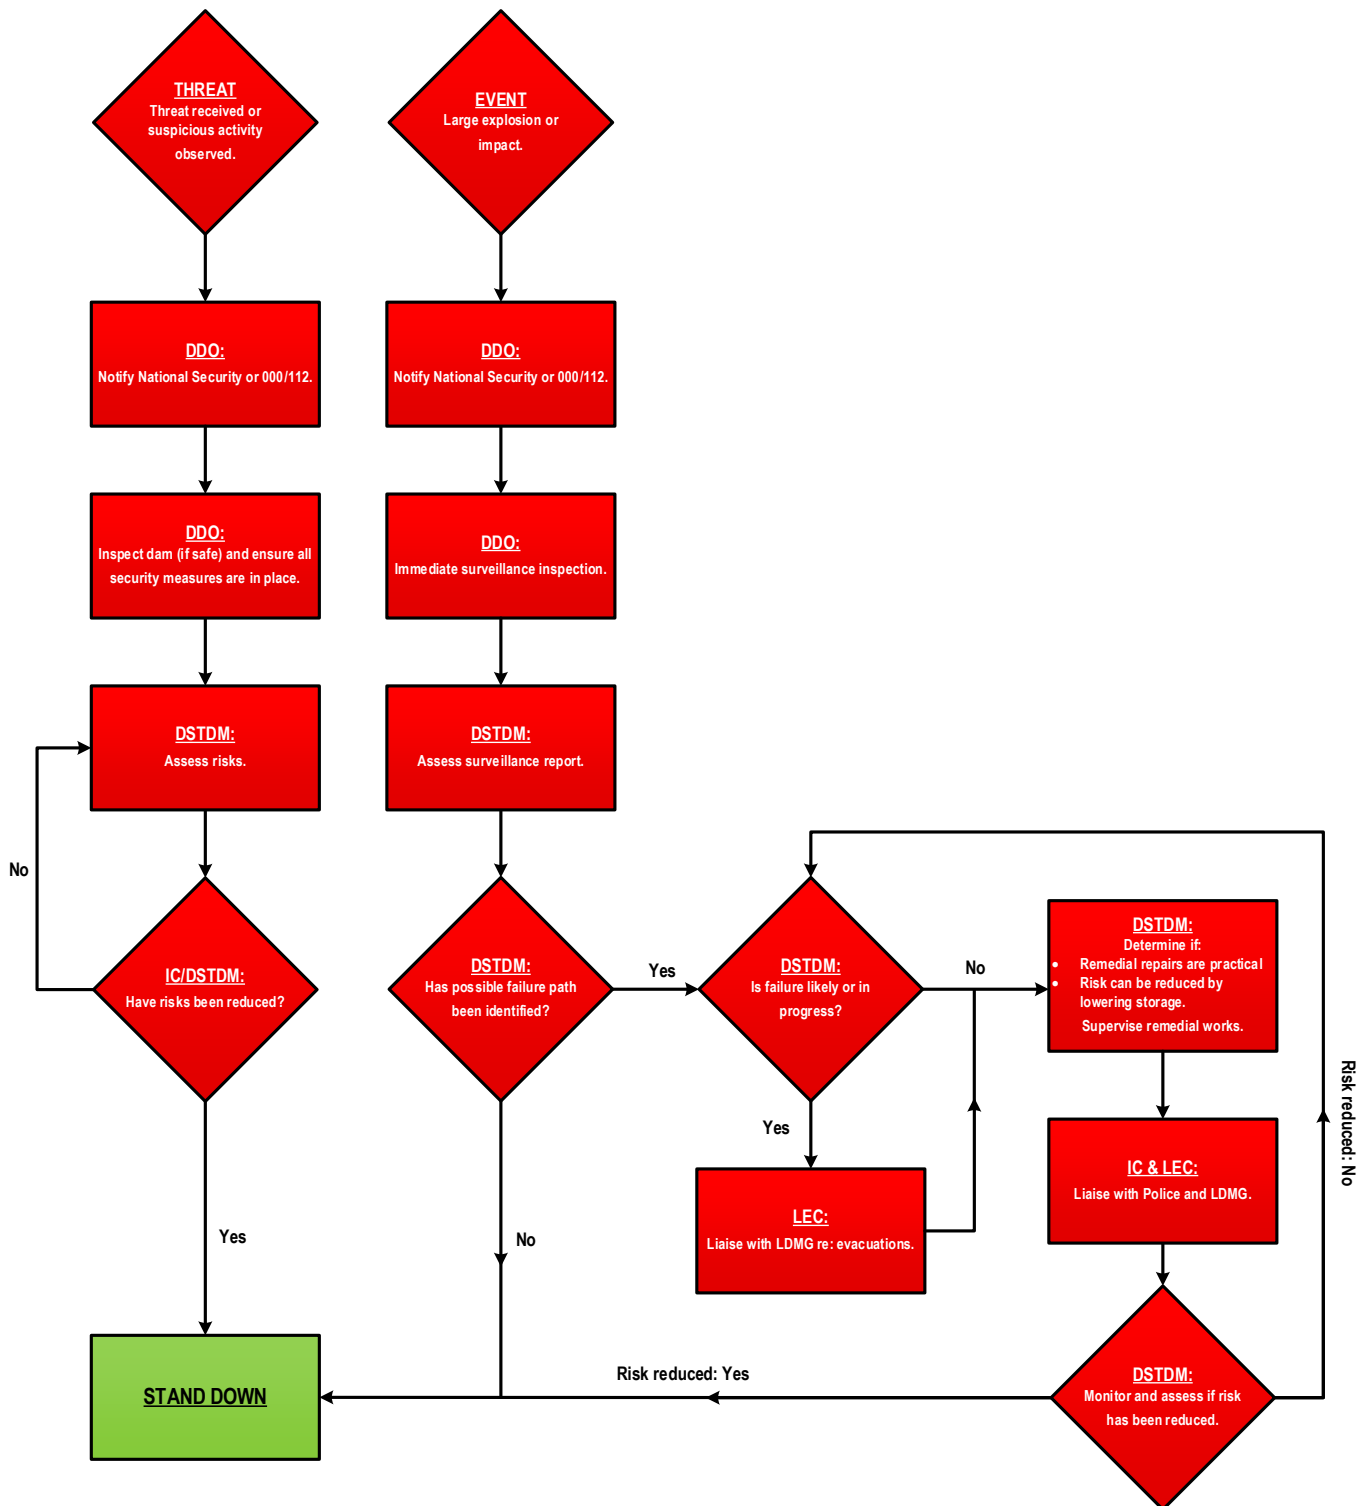 THREAT
Threat received or
suspicious activity
observed.
EVENT
Large explosion or
impact.
DDO:
Notify National Security or 000/112.
DDO:
Notify National Security or 000/112.
DDO:
Inspect dam (if safe) and ensure all
security measures are in place.
DDO:
Immediate surveillance inspection.
DSTDM:
Assess risks.
DSTDM:
Assess surveillance report.
No
IC/DSTDM:
Have risks been reduced?
DSTDM:
Has possible failure path
been identified?
Yes
DSTDM:
Is failure likely or in
progress?
No
DSTDM:
Determine if:
• Remedial repairs are practical
• Risk can be reduced by
lowering storage.
Supervise remedial works.
Risk reduced: No
Yes
LEC:
Liaise with LDMG re: evacuations.
IC & LEC:
Liaise with Police and LDMG.
Yes
No
STAND DOWN
Risk reduced: Yes
DSTDM:
Monitor and assess if risk
has been reduced.